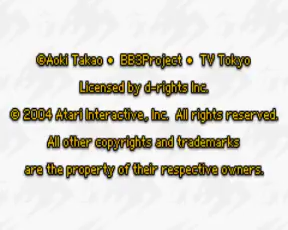 ©Aoki Takao • BB3Project • TV Tokyo
Licensed by d-rights Inc.
© 2004 Atari Interactive, Inc. All rights reserved.
All other copyrights and trademarks
are the property of their respective owners.